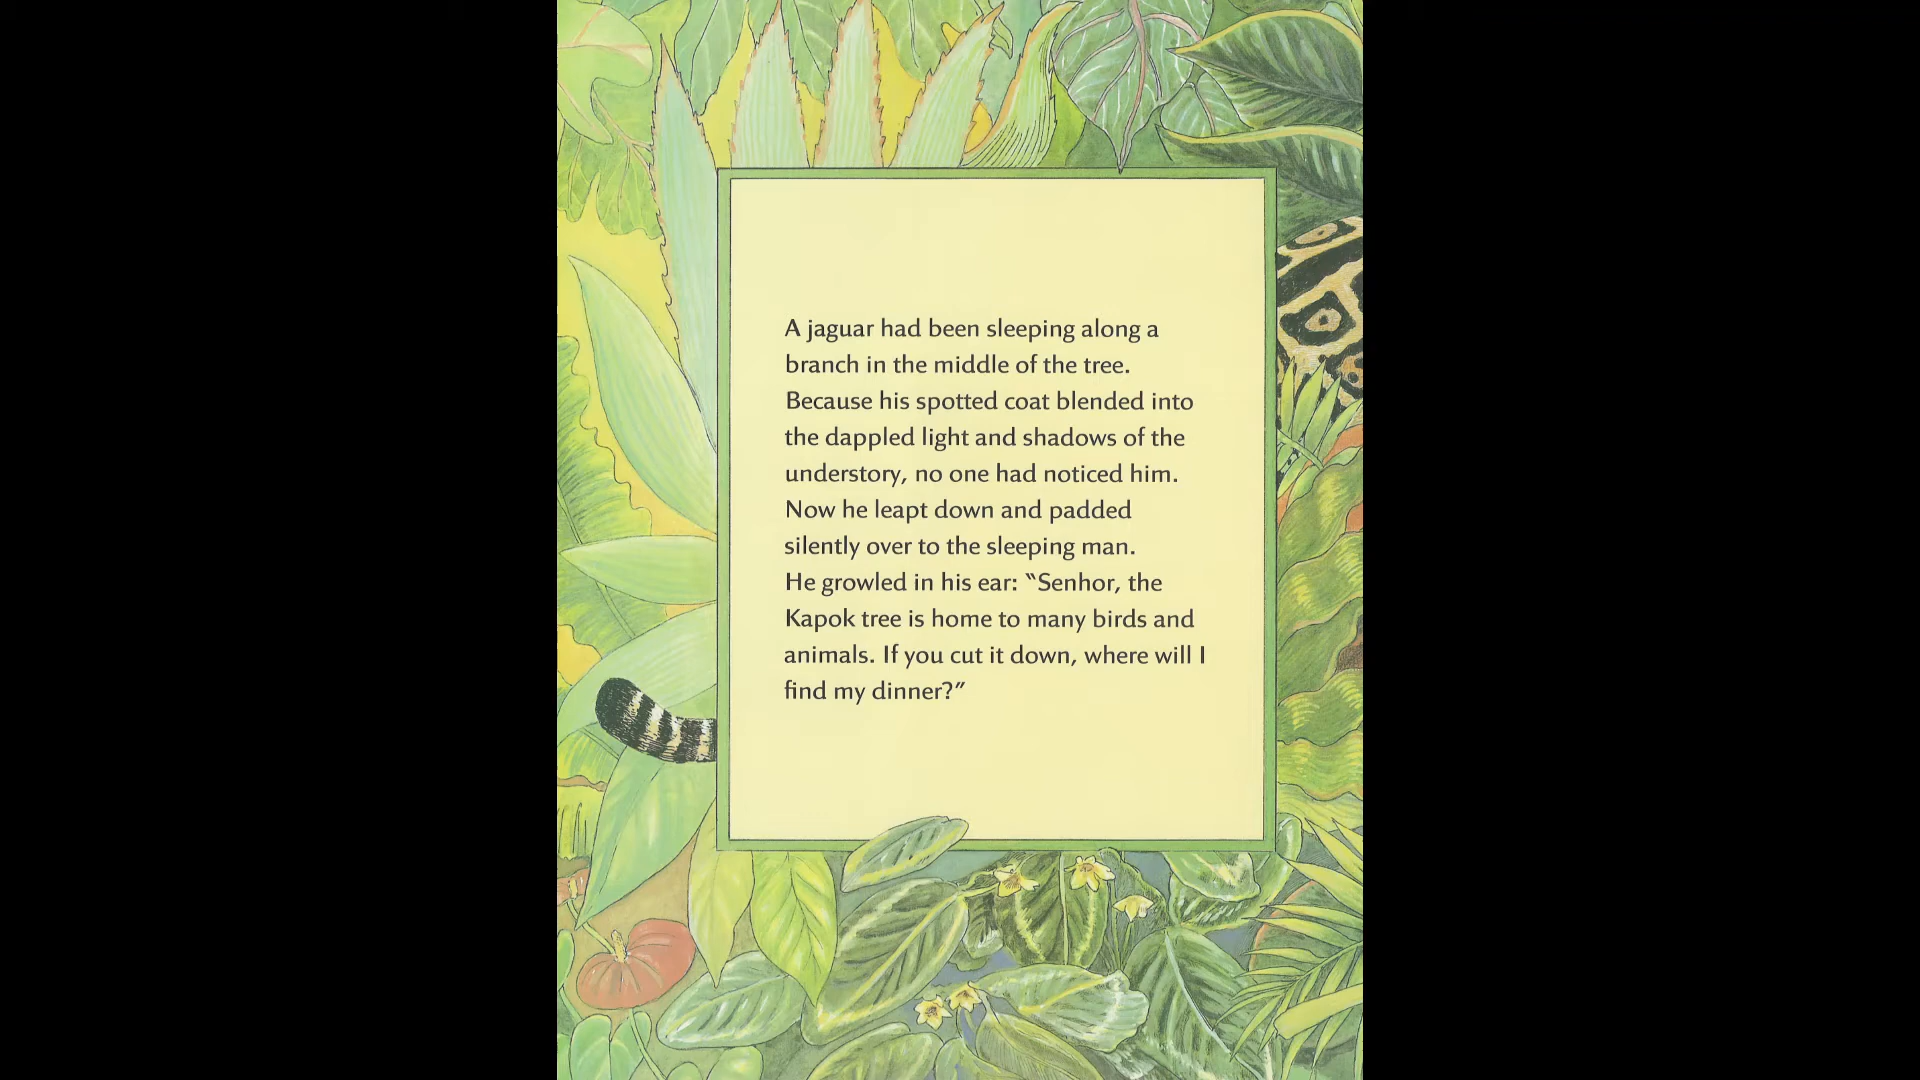 A jaguar had been sleeping along a
branch in the middle of the tree.
Because his spotted coat blended into
the dappled light and shadows of the
understory, no one had noticed him.
Now he leapt down and padded
silently over to the sleeping man.
He growled in his ear: “Senhor, the
Kapok tree is home to many birds and
animals. If you cut it down, where will I
find my dinner?”